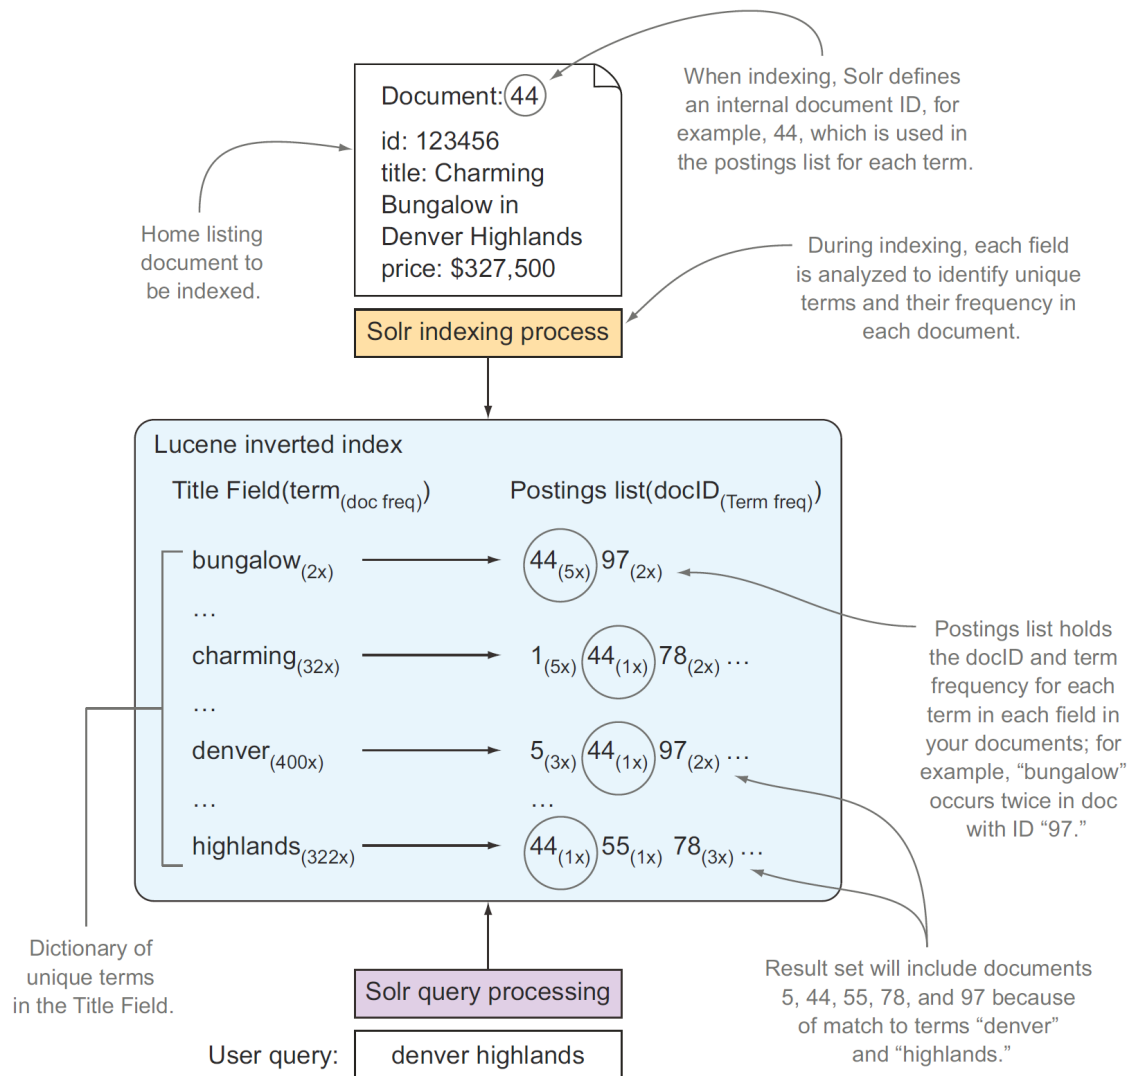 When indexing, Solr defines
an internal document ID, for
example, 44, which is used in
the postings list for each term.
Document: 44
id: 123456
title: Charming
Bungalow in
Denver Highlands
price: $327,500
Home listing
document to
be indexed.
During indexing, each field
is analyzed to identify unique
terms and their frequency in
each document.
Solr indexing process
Lucene inverted index
Title Field(term(doc freq)) Postings list(docID(Term freq))
bungalow(2x) 44(5x) 97(2x)
...
charming(32x) 1(5x) 44(1x) 78(2x) ...
...
denver(400x) 5(3x) 44(1x) 97(2x) ...
... ...
highlands(322x) 44(1x) 55(1x) 78(3x) ...
Postings list holds
the docID and term
frequency for each
term in each field in
your documents; for
example, “bungalow”
occurs twice in doc
with ID “97.”
Dictionary of
unique terms
in the Title Field.
Solr query processing
Result set will include documents
5, 44, 55, 78, and 97 because
of match to terms “denver”
and “highlands.”
User query: denver highlands